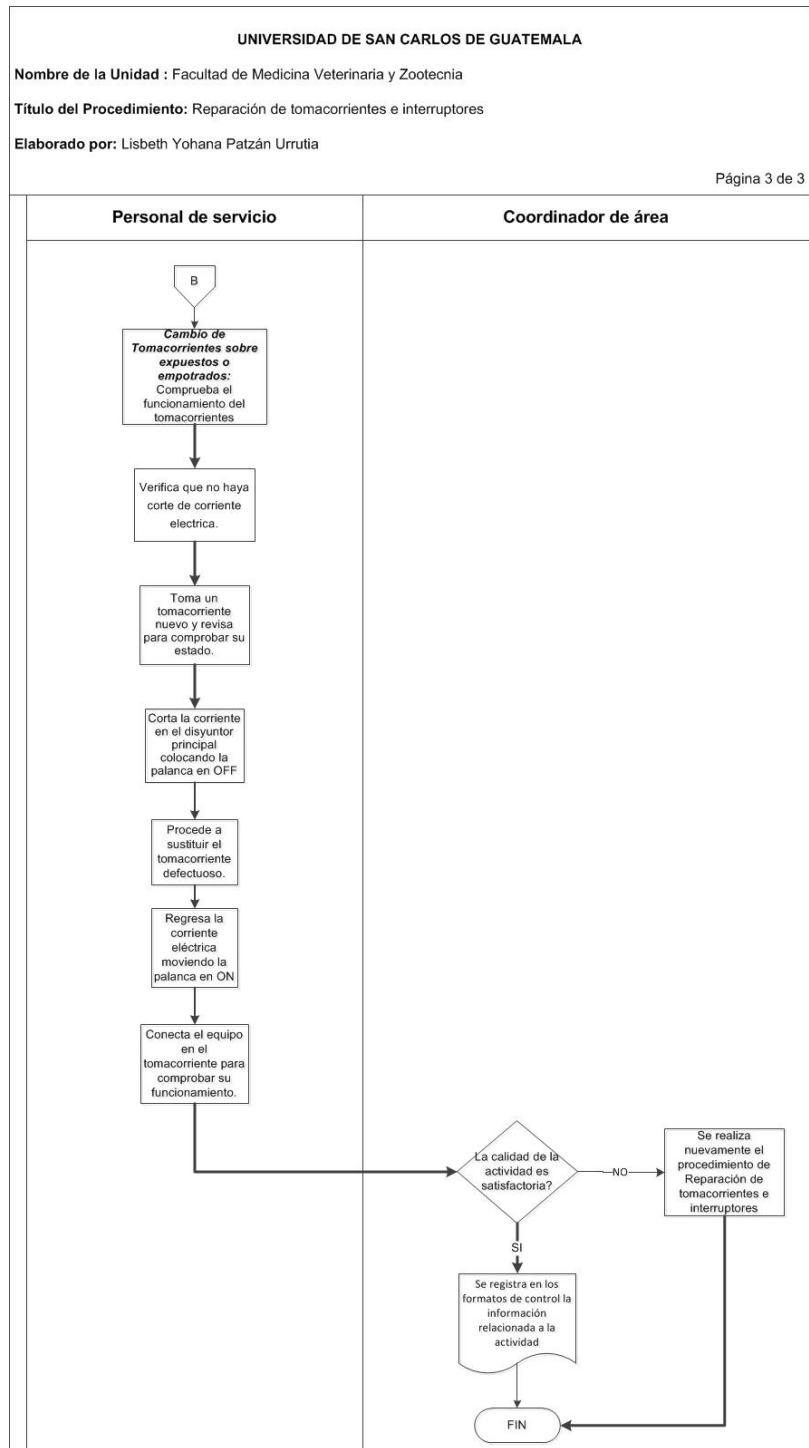 UNIVERSIDAD DE SAN CARLOS DE GUATEMALA
Nombre de la Unidad : Facultad de Medicina Veterinaria y Zootecnia
Título del Procedimiento: Reparación de tomacorrientes e interruptores
Elaborado por: Lisbeth Yohana Patzán Urrutia
Página 3 de 3
Personal de servicio
Coordinador de área
B
Cambio de
Tomacorrientes sobre
expuestos o
empotrados:
Comprueba el
funcionamiento del
tomacorrientes
Verifica que no haya
corte de corriente
electrica.
Toma un
tomacorriente
nuevo y revisa
para comprobar su
estado.
Corta la corriente
en el disyuntor
principal
colocando la
palanca en OFF
Procede a
sustituir el
tomacorriente
defectuoso.
Regresa la
corriente
eléctrica
moviendo la
palanca en ON
Conecta el equipo
en el
tomacorriente para
comprobar su
funcionamiento.
La calidad de la
actividad es
satisfactoria?
NO
Se realiza
nuevamente el
procedimiento de
Reparación de
tomacorrientes e
interruptores
SI
Se registra en los
formatos de control la
información
relacionada a la
actividad
FIN